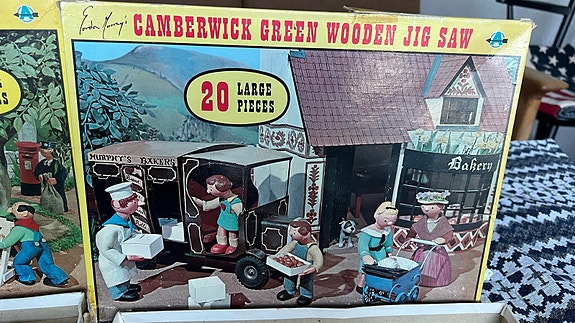 Gordon Murray's
CAMBERWICK GREEN WOODEN JIG SAW
20 LARGE
PIECES
MURPHY'S BAKERS
Bakery